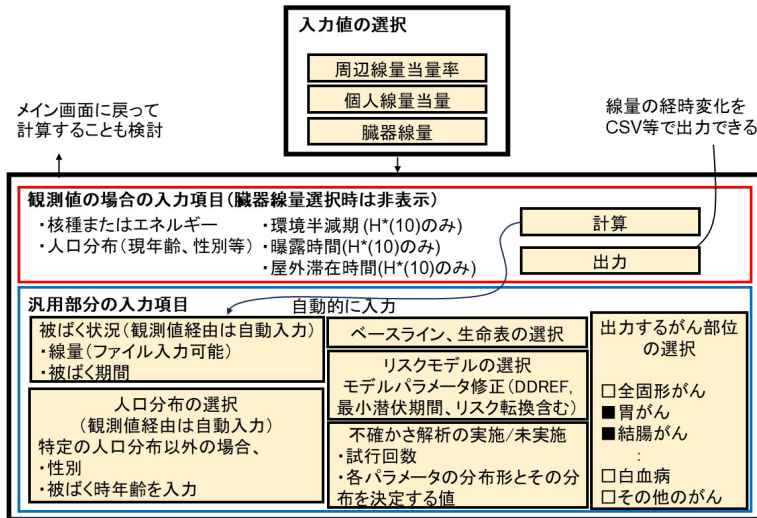 入力値の選択
周辺線量当量率
個人線量当量
臓器線量
メイン画面に戻って
計算することも検討
線量の経時変化を
CSV等で出力できる
観測値の場合の入力項目(臓器線量選択時は非表示)
・核種またはエネルギー
・人口分布(現年齢、性別等)
・環境半減期(H*(10)のみ)
・曝露時間(H*(10)のみ)
・屋外滞在時間(H*(10)のみ)
計算
出力
汎用部分の入力項目
自動的に入力
被ばく状況(観測値経由は自動入力)
・線量(ファイル入力可能)
・被ばく期間
人口分布の選択
(観測値経由は自動入力)
特定の人口分布以外の場合、
・性別
・被ばく時年齢を入力
ベースライン、生命表の選択
リスクモデルの選択
モデルパラメータ修正(DDREF,
最小潜伏期間、リスク転換含む)
不確かさ解析の実施/未実施
・試行回数
・各パラメータの分布形とその分
布を決定する値
出力するがん部位
の選択
□全固形がん
■胃がん
■結腸がん
:
□白血病
□その他のがん